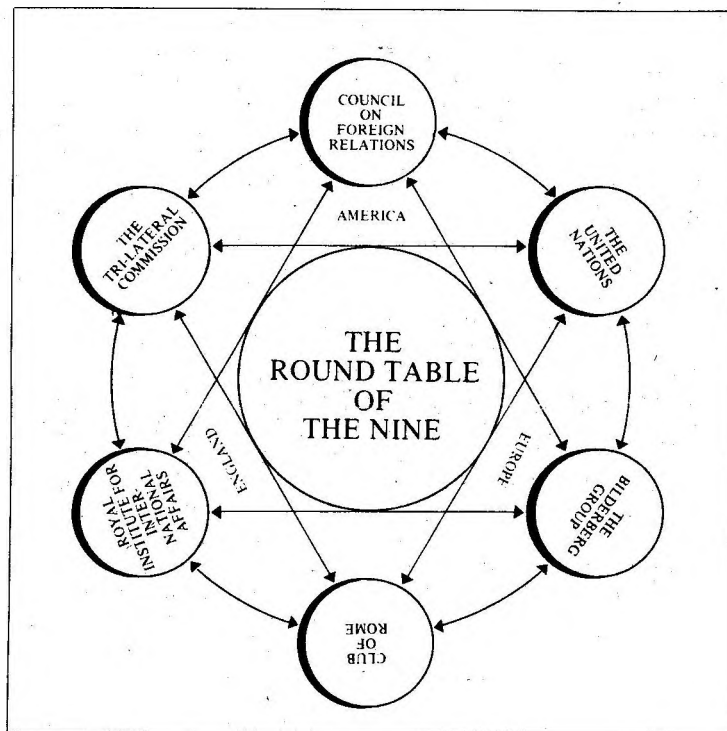 COUNCIL
ON
FOREIGN
RELATIONS
THE
TRI-LATERAL
COMMISSION
AMERICA
THE
UNITED
NATIONS
THE
ROUND TABLE
OF
THE NINE
ENGLAND
EUROPE
ROYAL
INSTITUTE FOR
INTER-
NATIONAL
AFFAIRS
THE
BILDERBERG
GROUP
CLUB
OF
ROME